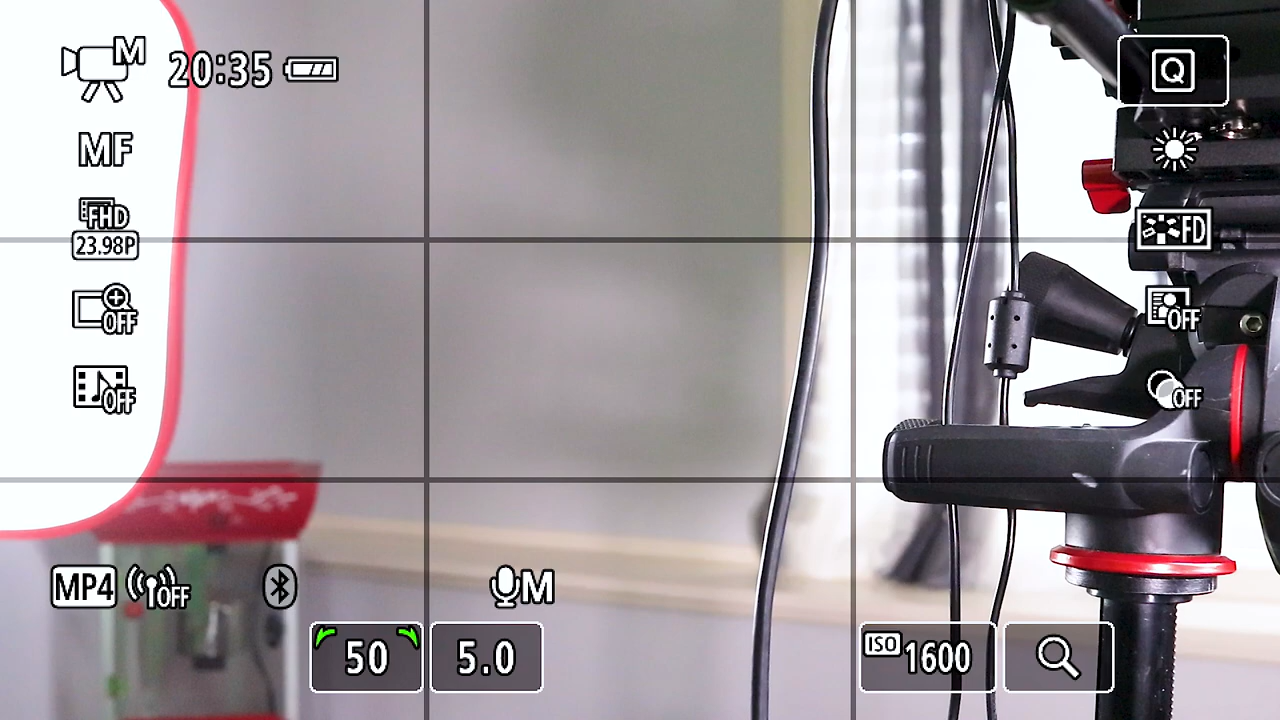 M 20:35
Q
MF
FHD
23.98P
FD
OFF
OFF
OFF
OFF
MP4 OFF M
50 5.0 ISO 1600